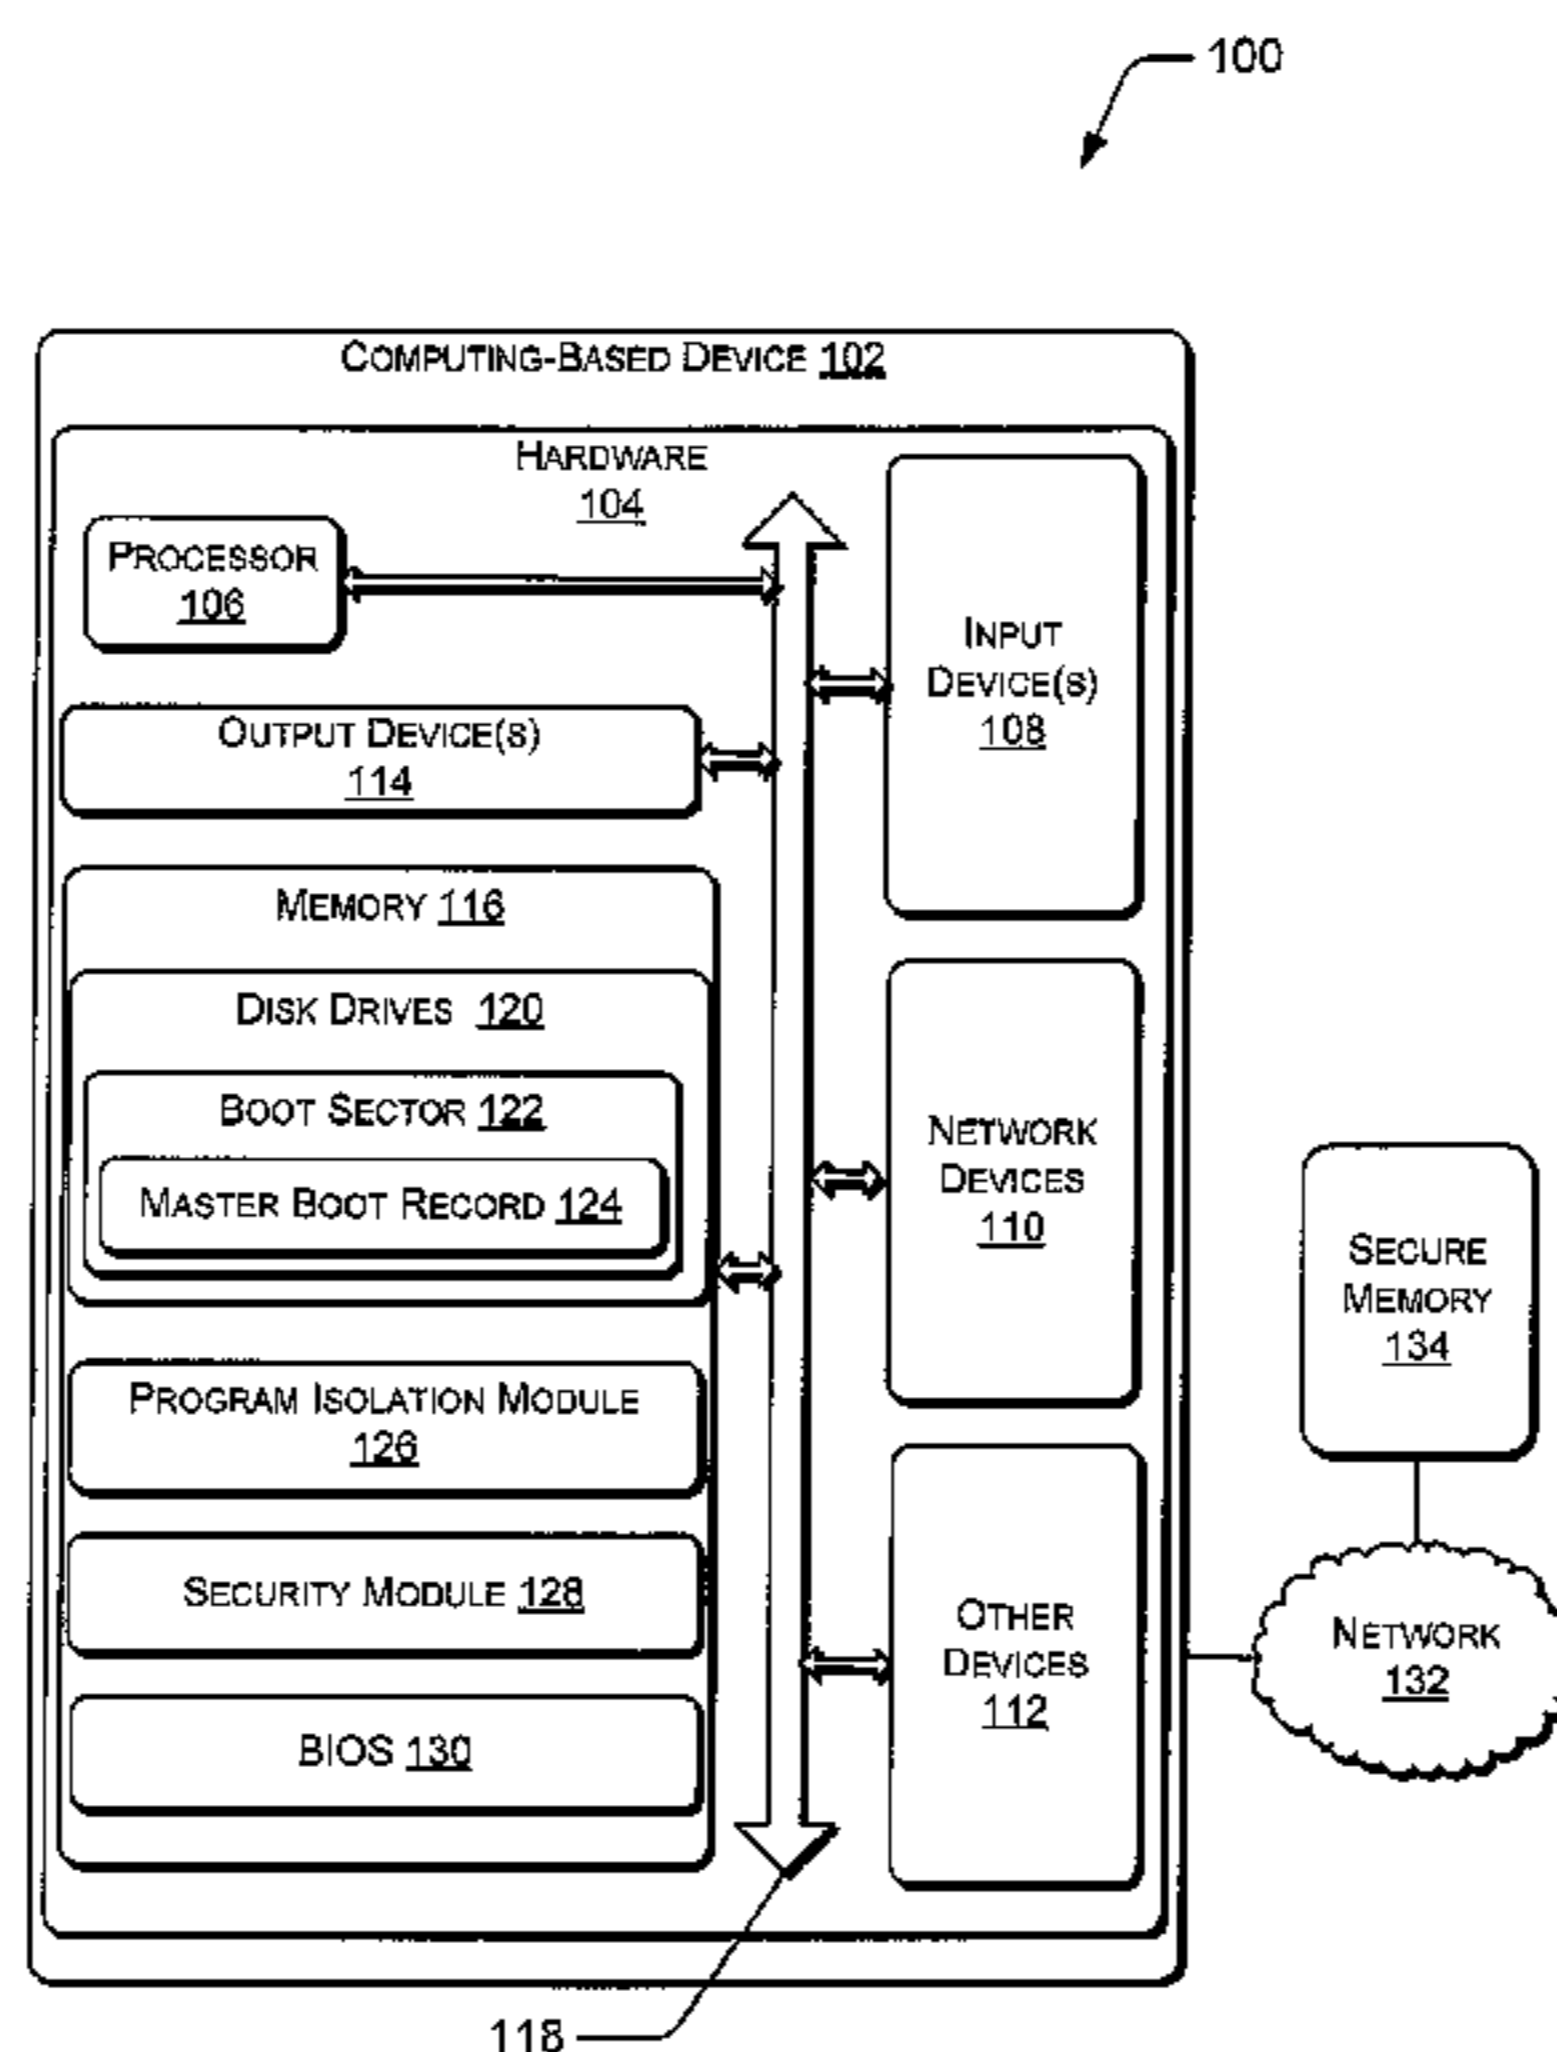 100
COMPUTING-BASED DEVICE 102
HARDWARE
104
PROCESSOR
106
INPUT
DEVICE(S)
108
OUTPUT DEVICE(S)
114
MEMORY 116
DISK DRIVES 120
BOOT SECTOR 122
MASTER BOOT RECORD 124
NETWORK
DEVICES
110
PROGRAM ISOLATION MODULE
126
SECURITY MODULE 128
BIOS 130
OTHER
DEVICES
112
SECURE
MEMORY
134
NETWORK
132
118